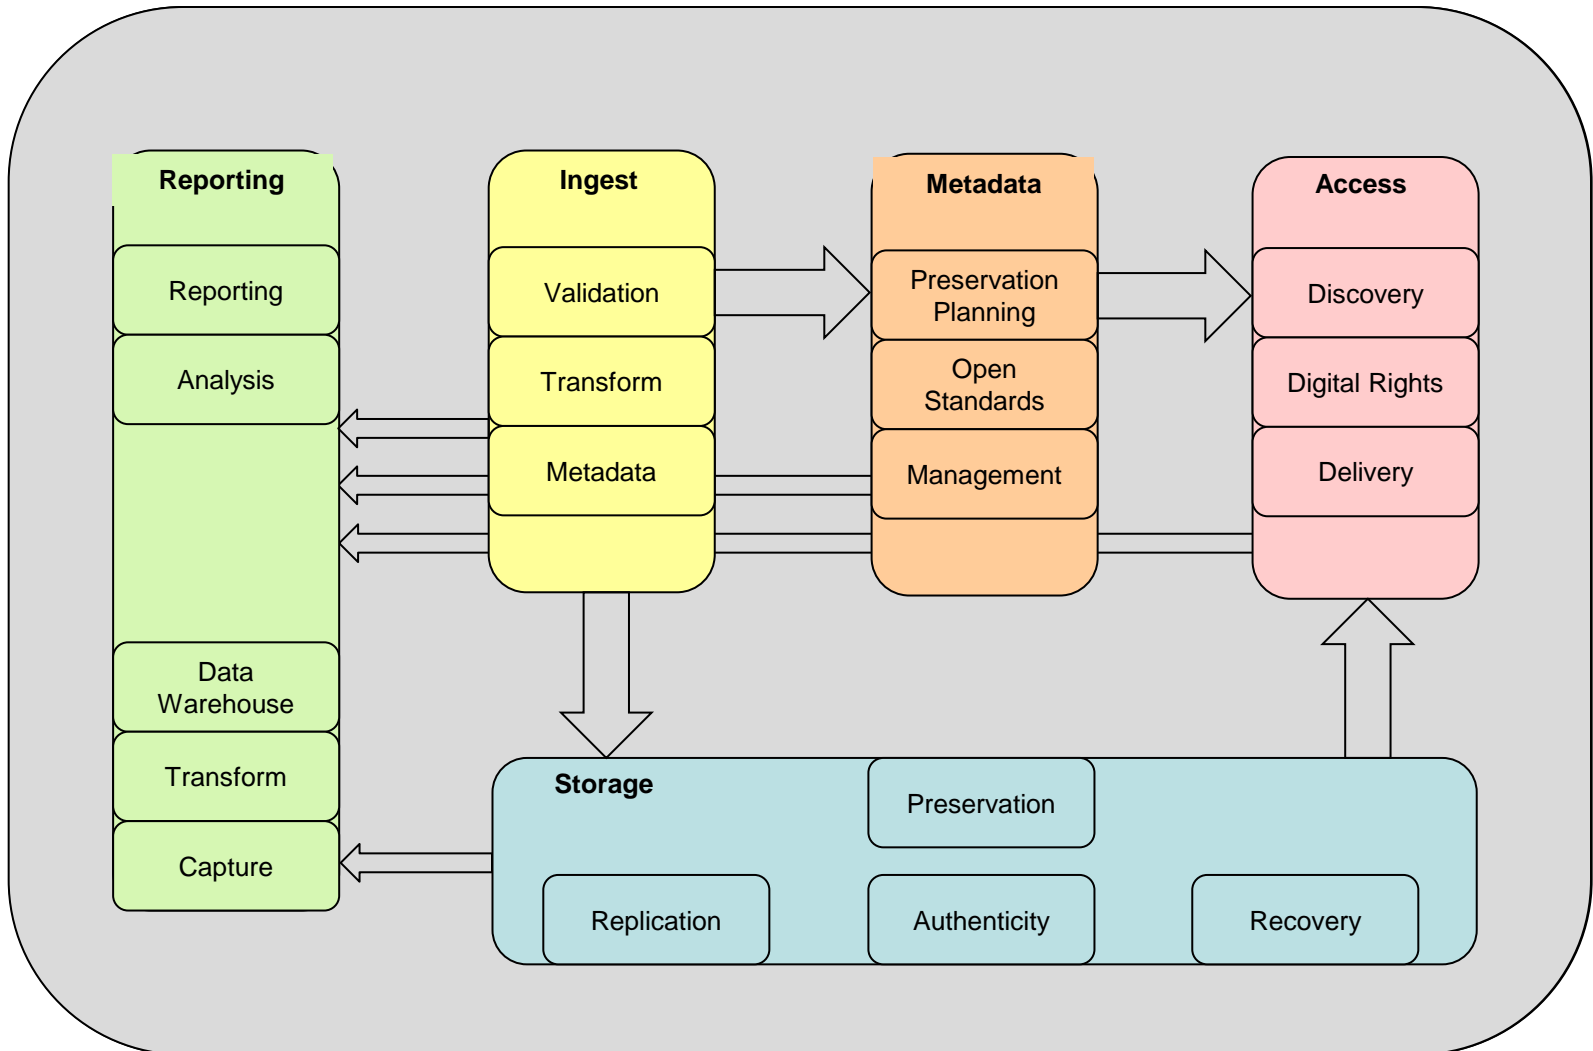 Reporting
Reporting
Analysis
Data
Warehouse
Transform
Capture
Ingest
Validation
Transform
Metadata
Metadata
Preservation
Planning
Open
Standards
Management
Access
Discovery
Digital Rights
Delivery
Storage
Preservation
Replication
Authenticity
Recovery